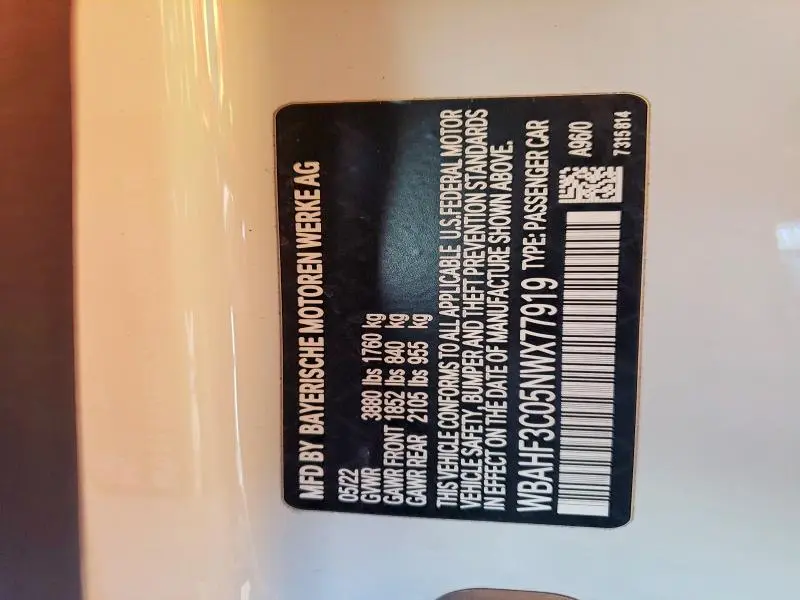 MFD BY BAYERISCHE MOTOREN WERKE AG
05/22
GVWR 3880 lbs 1760 kg
GAWR FRONT 1852 lbs 840 kg
GAWR REAR 2105 lbs 955 kg
THIS VEHICLE CONFORMS TO ALL APPLICABLE U.S.FEDERAL MOTOR
VEHICLE SAFETY, BUMPER AND THEFT PREVENTION STANDARDS
IN EFFECT ON THE DATE OF MANUFACTURE SHOWN ABOVE.
WBAHF3C05NWX77919 TYPE: PASSENGER CAR
A96/0
7 315 814